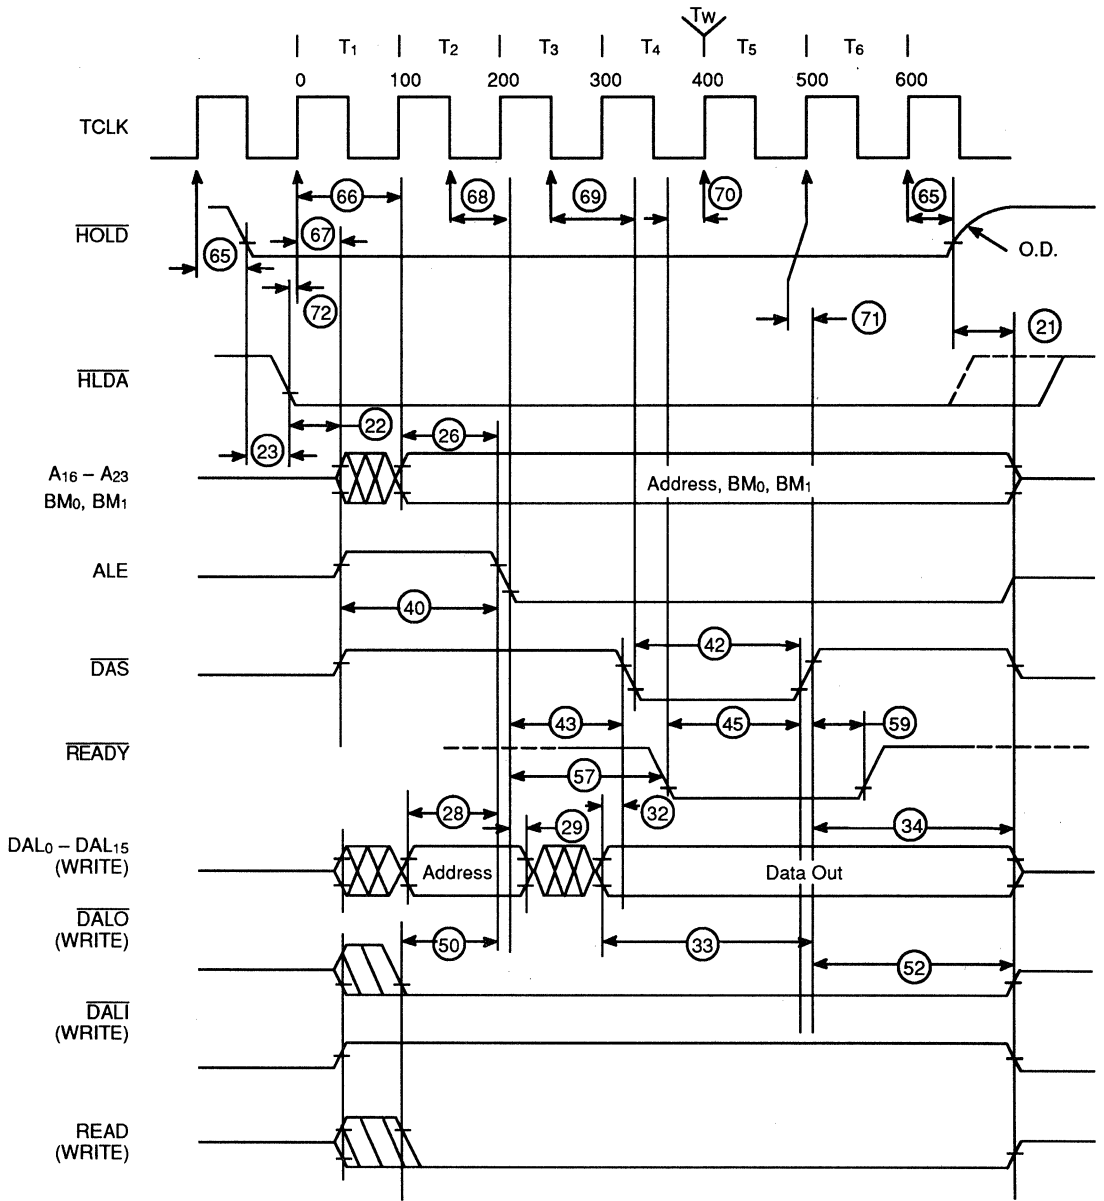 Tw
| T1 | T2 | T3 | T4 | T5 | T6 |
0 100 200 300 400 500 600
TCLK
66 68 69 70 65
HOLD
67
65
O.D.
72 71 21
HLDA
22
26
23
A16 – A23
BM0, BM1
Address, BM0, BM1
ALE
40
42
DAS
43 45 59
READY
57
28 29 32 34
DAL0 – DAL15
(WRITE)
Address
Data Out
DALO
(WRITE)
50 33
52
DALI
(WRITE)
READ
(WRITE)